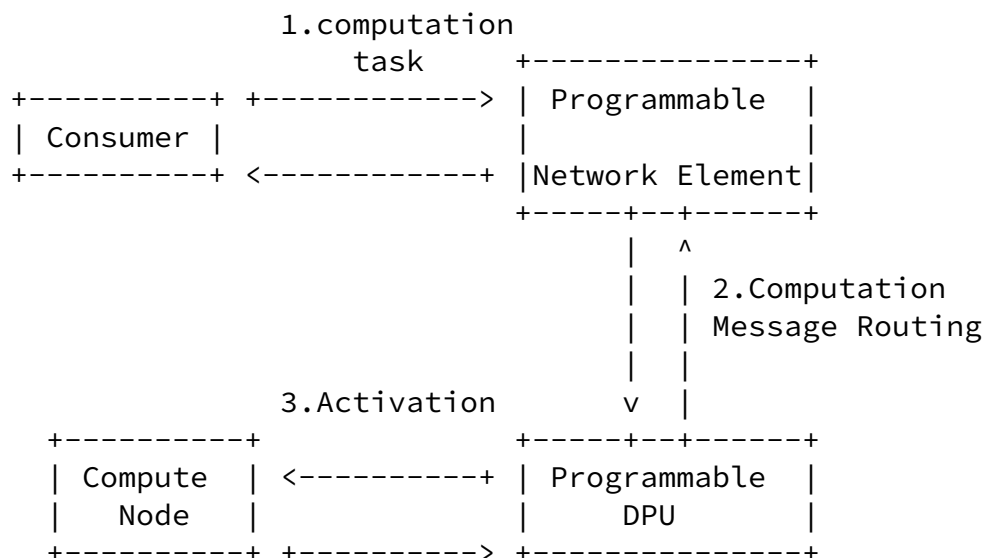 1.computation
task
Programmable
Consumer
Network Element
2.Computation
Message Routing
3.Activation
Compute
Programmable
Node
DPU